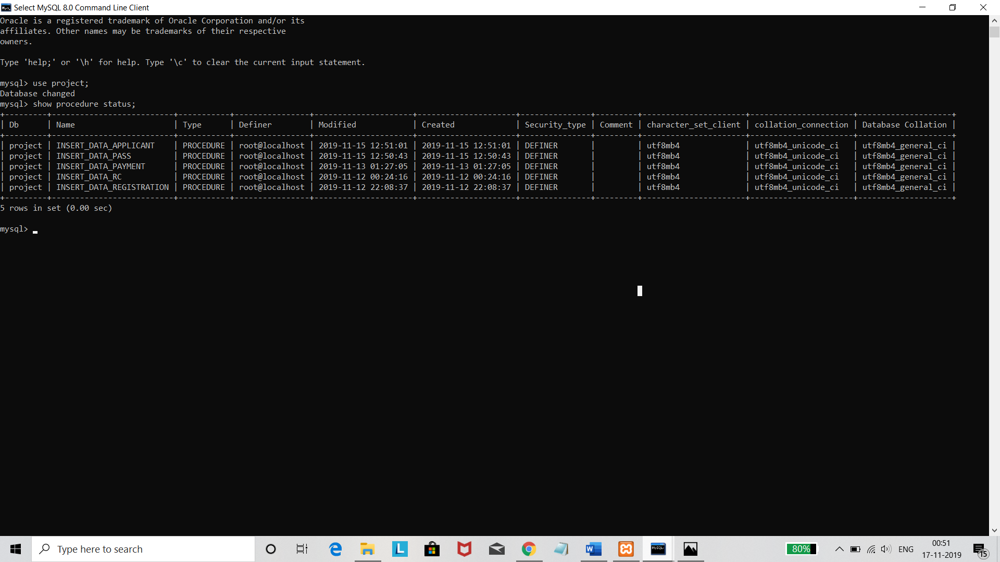 Select MySQL 8.0 Command Line Client
Oracle is a registered trademark of Oracle Corporation and/or its
affiliates. Other names may be trademarks of their respective
owners.
Type 'help;' or '\h' for help. Type '\c' to clear the current input statement.
mysql> use project;
Database changed
mysql> show procedure status;
+---------+--------------------------+-----------+----------------+---------------------+---------------------+---------------+---------+----------------------+----------------------+--------------------+
| Db      | Name                     | Type      | Definer        | Modified            | Created             | Security_type | Comment | character_set_client | collation_connection | Database Collation |
+---------+--------------------------+-----------+----------------+---------------------+---------------------+---------------+---------+----------------------+----------------------+--------------------+
| project | INSERT_DATA_APPLICANT    | PROCEDURE | root@localhost | 2019-11-15 12:51:01 | 2019-11-15 12:51:01 | DEFINER       |         | utf8mb4              | utf8mb4_unicode_ci   | utf8mb4_general_ci |
| project | INSERT_DATA_PASS         | PROCEDURE | root@localhost | 2019-11-15 12:50:43 | 2019-11-15 12:50:43 | DEFINER       |         | utf8mb4              | utf8mb4_unicode_ci   | utf8mb4_general_ci |
| project | INSERT_DATA_PAYMENT      | PROCEDURE | root@localhost | 2019-11-13 01:27:05 | 2019-11-13 01:27:05 | DEFINER       |         | utf8mb4              | utf8mb4_unicode_ci   | utf8mb4_general_ci |
| project | INSERT_DATA_RC           | PROCEDURE | root@localhost | 2019-11-12 00:24:16 | 2019-11-12 00:24:16 | DEFINER       |         | utf8mb4              | utf8mb4_unicode_ci   | utf8mb4_general_ci |
| project | INSERT_DATA_REGISTRATION | PROCEDURE | root@localhost | 2019-11-12 22:08:37 | 2019-11-12 22:08:37 | DEFINER       |         | utf8mb4              | utf8mb4_unicode_ci   | utf8mb4_general_ci |
+---------+--------------------------+-----------+----------------+---------------------+---------------------+---------------+---------+----------------------+----------------------+--------------------+
5 rows in set (0.00 sec)
mysql>
Type here to search
L
W
MySQL
80%
ENG
00:51
17-11-2019
15